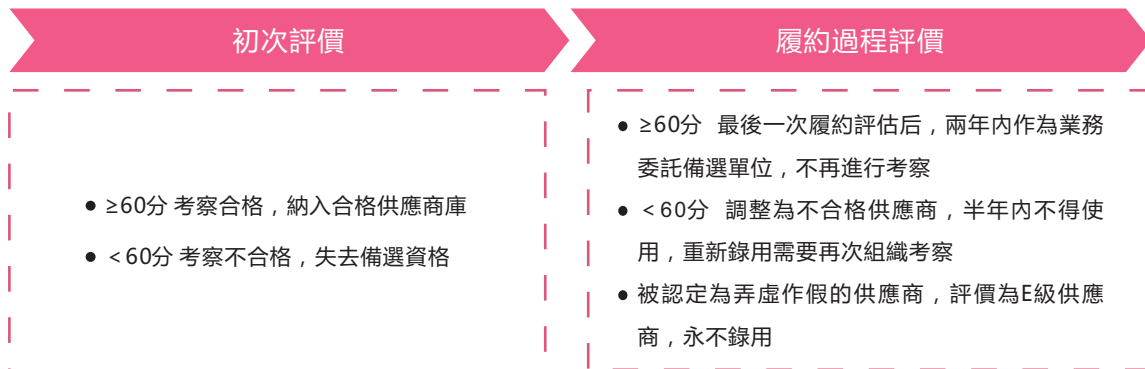 初次評價
≥60分 考察合格，納入合格供應商庫
<60分 考察不合格，失去備選資格
履約過程評價
≥60分 最後一次履約評估后，兩年內作為業務
委託備選單位，不再進行考察
<60分 調整為不合格供應商，半年內不得使
用，重新錄用需要再次組織考察
被認定為弄虛作假的供應商，評價為E級供應
商，永不錄用